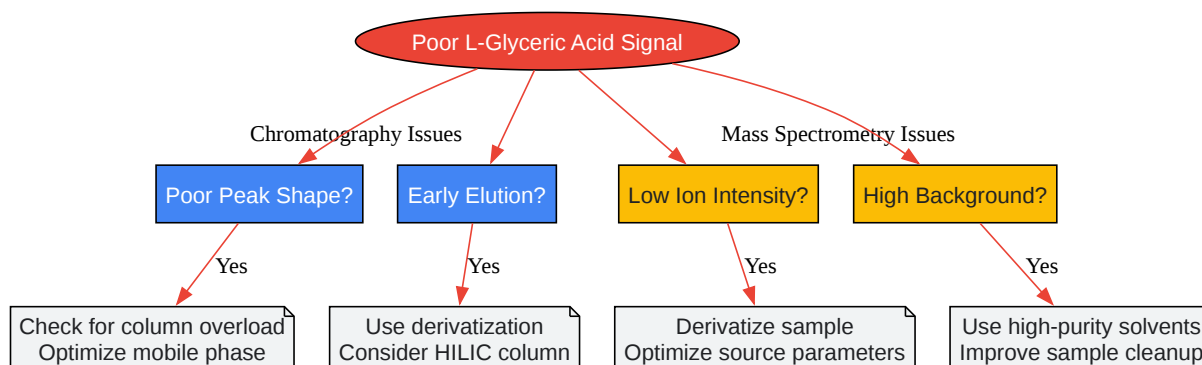 Poor L-Glyceric Acid Signal
Chromatography Issues
Mass Spectrometry Issues
Poor Peak Shape?
Early Elution?
Low Ion Intensity?
High Background?
Yes
Yes
Yes
Yes
Check for column overload
Optimize mobile phase
Use derivatization
Consider HILIC column
Derivatize sample
Optimize source parameters
Use high-purity solvents
Improve sample cleanup